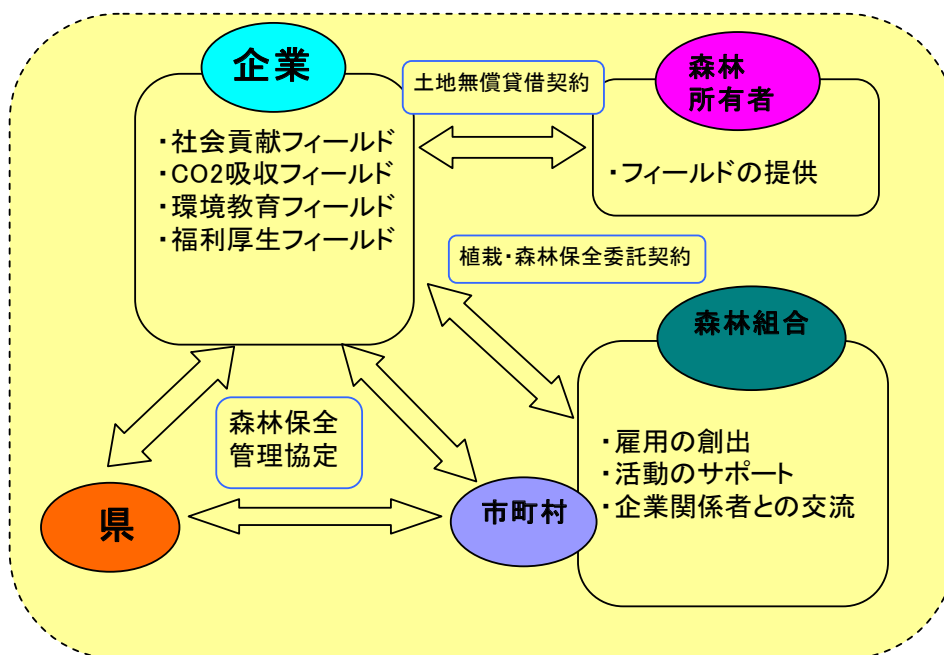 企業
土地無償貸借契約
森林
所有者
・社会貢献フィールド
・CO2吸収フィールド
・環境教育フィールド
・福利厚生フィールド
・フィールドの提供
植栽・森林保全委託契約
森林組合
森林保全
管理協定
・雇用の創出
・活動のサポート
・企業関係者との交流
県
市町村